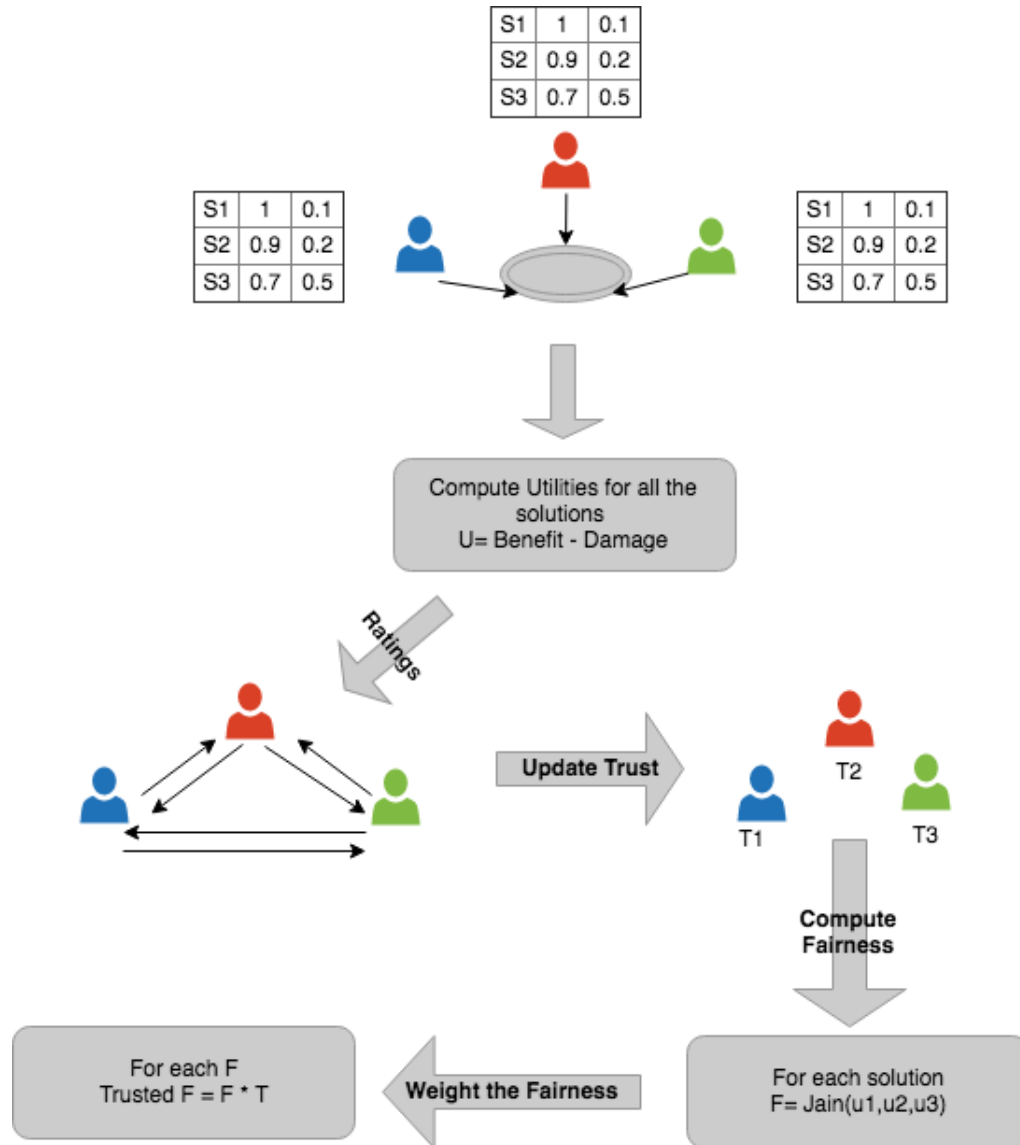 S1 1 0.1
S2 0.9 0.2
S3 0.7 0.5
S1 1 0.1
S2 0.9 0.2
S3 0.7 0.5
S1 1 0.1
S2 0.9 0.2
S3 0.7 0.5
Compute Utilities for all the
solutions
U= Benefit - Damage
Ratings
Update Trust
T2
T1
T3
Compute
Fairness
For each solution
F= Jain(u1,u2,u3)
Weight the Fairness
For each F
Trusted F = F * T